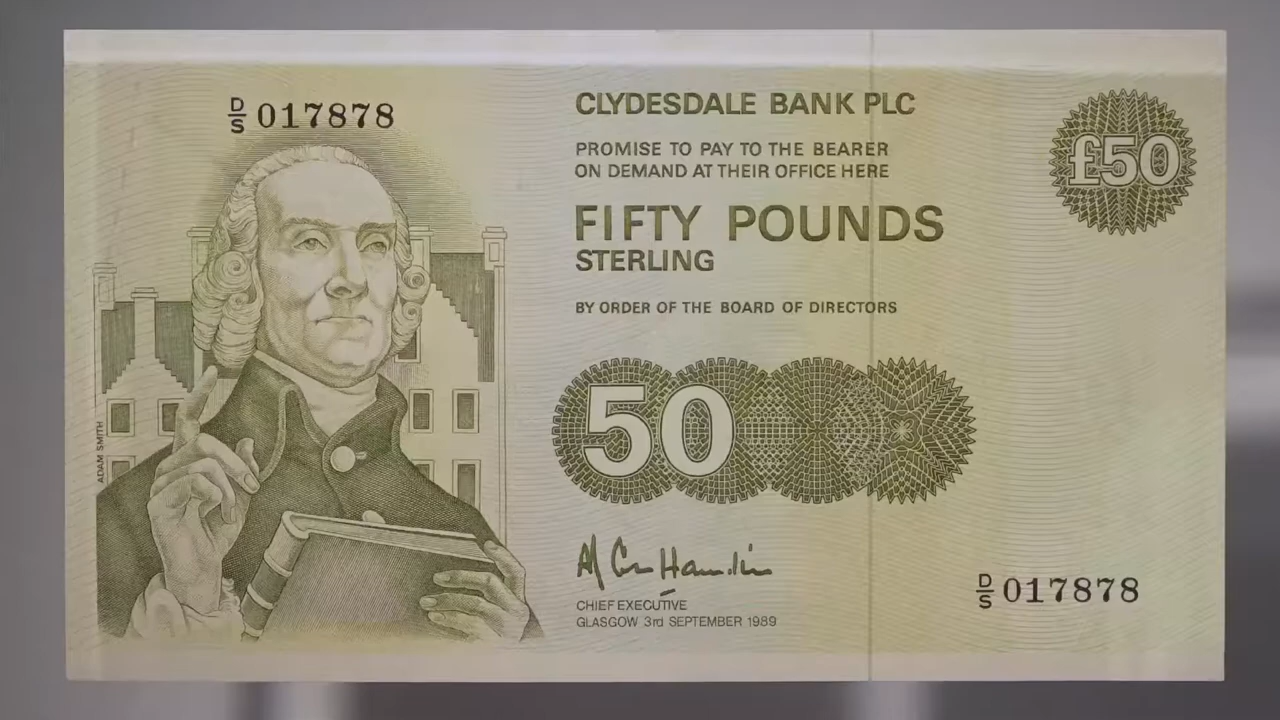 D/S 017878
CLYDESDALE BANK PLC
£50
PROMISE TO PAY TO THE BEARER
ON DEMAND AT THEIR OFFICE HERE
FIFTY POUNDS
STERLING
BY ORDER OF THE BOARD OF DIRECTORS
50
ADAM SMITH
CHIEF EXECUTIVE
GLASGOW 3rd SEPTEMBER 1989
D/S 017878